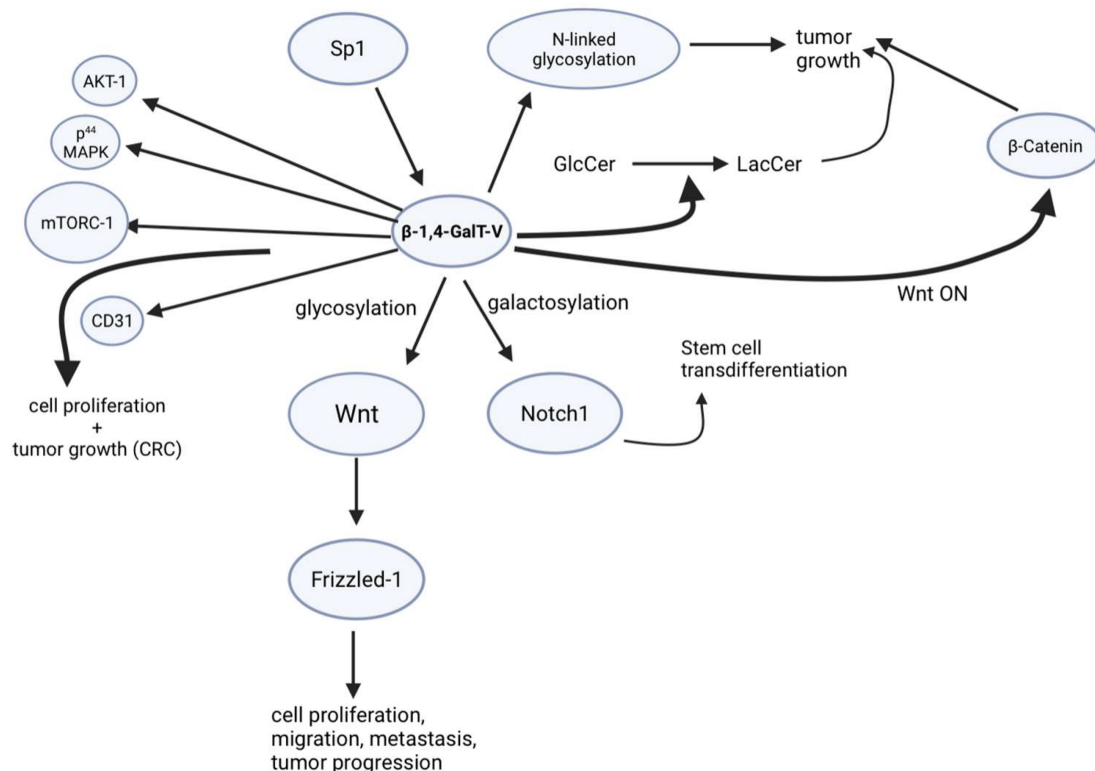 Sp1
N-linked
glycosylation
tumor
growth
AKT-1
p⁴⁴
MAPK
β-Catenin
GlcCer
LacCer
mTORC-1
β-1,4-GalT-V
CD31
glycosylation
galactosylation
Wnt ON
Stem cell
transdifferentiation
cell proliferation
+
tumor growth (CRC)
Wnt
Notch1
Frizzled-1
cell proliferation,
migration, metastasis,
tumor progression